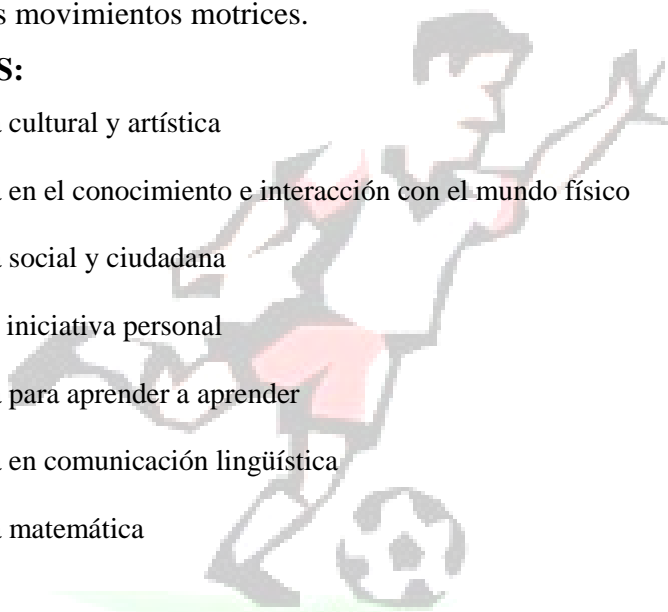 s movimientos motrices.
S:
a cultural y artística
a en el conocimiento e interacción con el mundo físico
a social y ciudadana
iniciativa personal
a para aprender a aprender
a en comunicación lingüística
a matemática